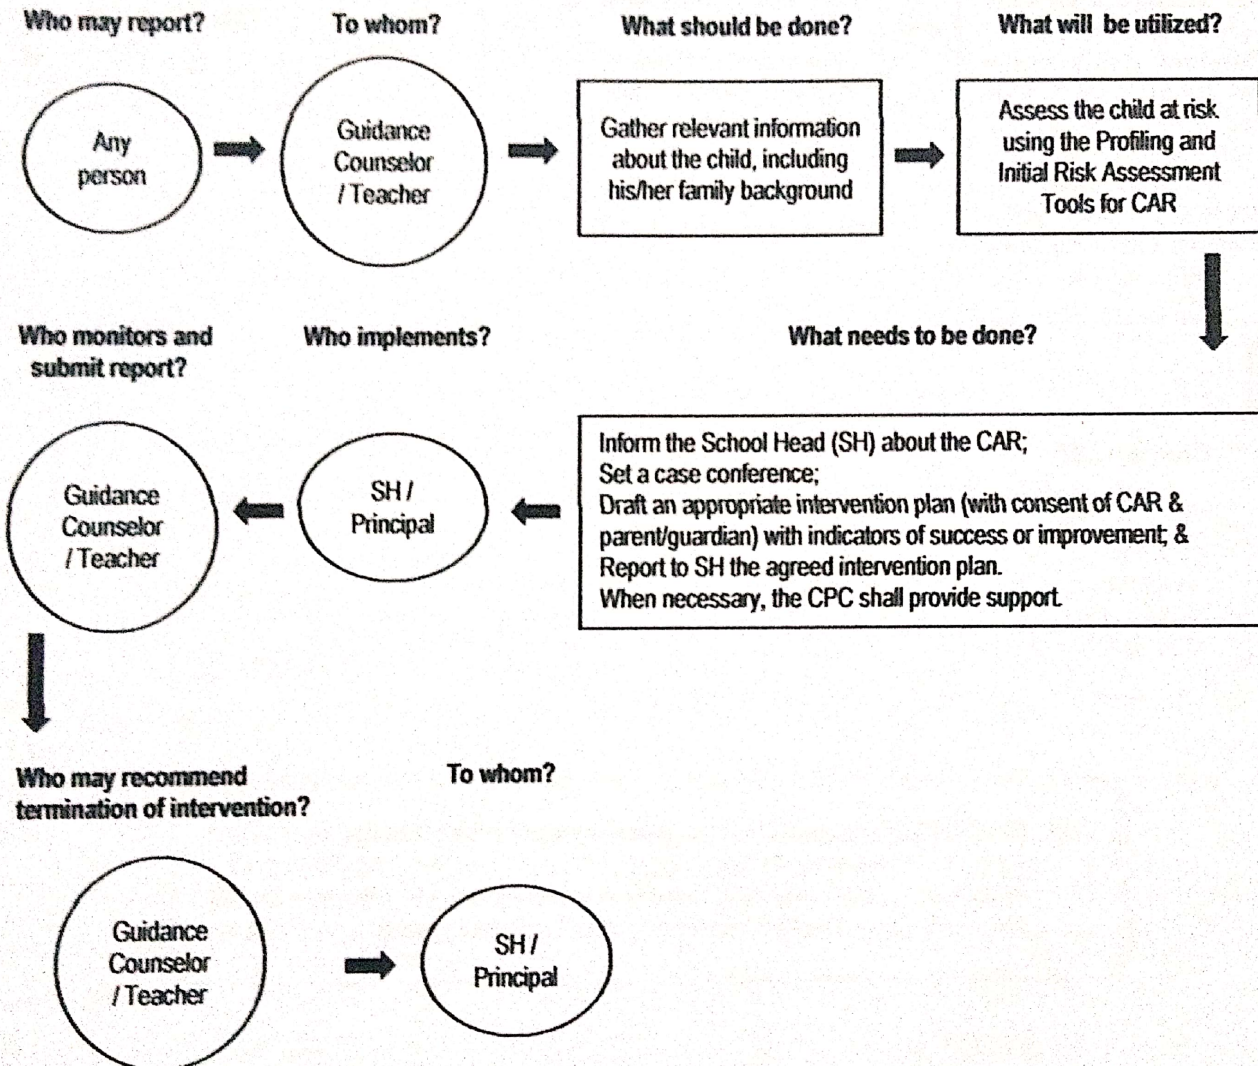 Who may report?
To whom?
What should be done?
What will be utilized?
Any
person
Guidance
Counselor
/ Teacher
Gather relevant information
about the child, including
his/her family background
Assess the child at risk
using the Profiling and
Initial Risk Assessment
Tools for CAR
Who monitors and
submit report?
Who implements?
What needs to be done?
Guidance
Counselor
/ Teacher
SH /
Principal
Inform the School Head (SH) about the CAR;
Set a case conference;
Draft an appropriate intervention plan (with consent of CAR &
parent/guardian) with indicators of success or improvement; &
Report to SH the agreed intervention plan.
When necessary, the CPC shall provide support.
Who may recommend
termination of intervention?
To whom?
Guidance
Counselor
/ Teacher
SH /
Principal